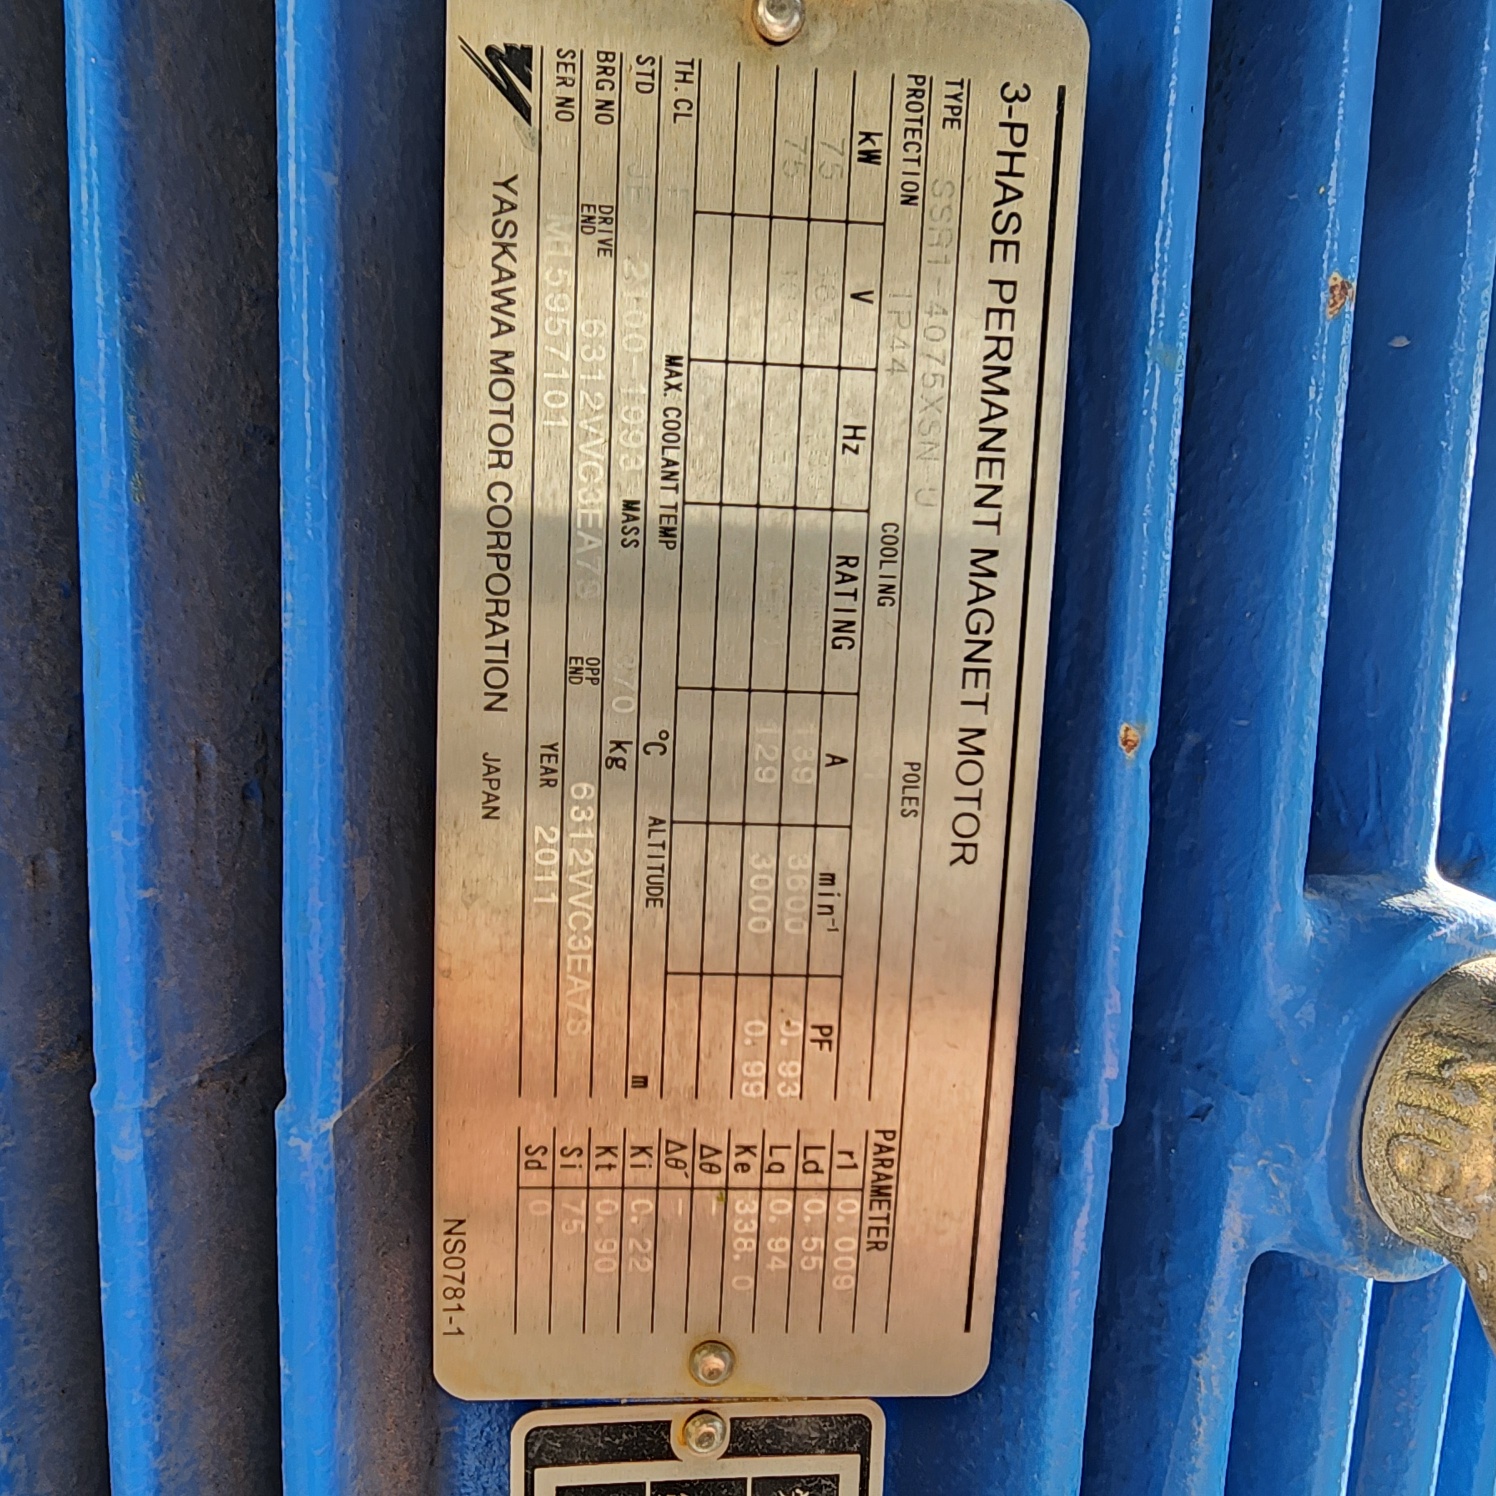 3-PHASE PERMANENT MAGNET MOTOR
TYPE SSR1-4075XSN-U
PROTECTION IP44 COOLING POLES
kW V Hz RATING A min⁻¹ PF
75 139 3600 0.93
75 129 3000 0.99
TH. CL MAX. COOLANT TEMP °C ALTITUDE m
STD 2100-1993 MASS kg
BRG NO DRIVE END 6312VVC3EA7S OPP END 6312VVC3EA7S
SER NO M15957101 YEAR 2011
YASKAWA MOTOR CORPORATION JAPAN
PARAMETER
r1 0.009
Ld 0.55
Lq 0.94
Ke 338.0
Δθ -
Δθ' -
Ki 0.22
Kt 0.90
Si 75
Sd 0
NS0781-1